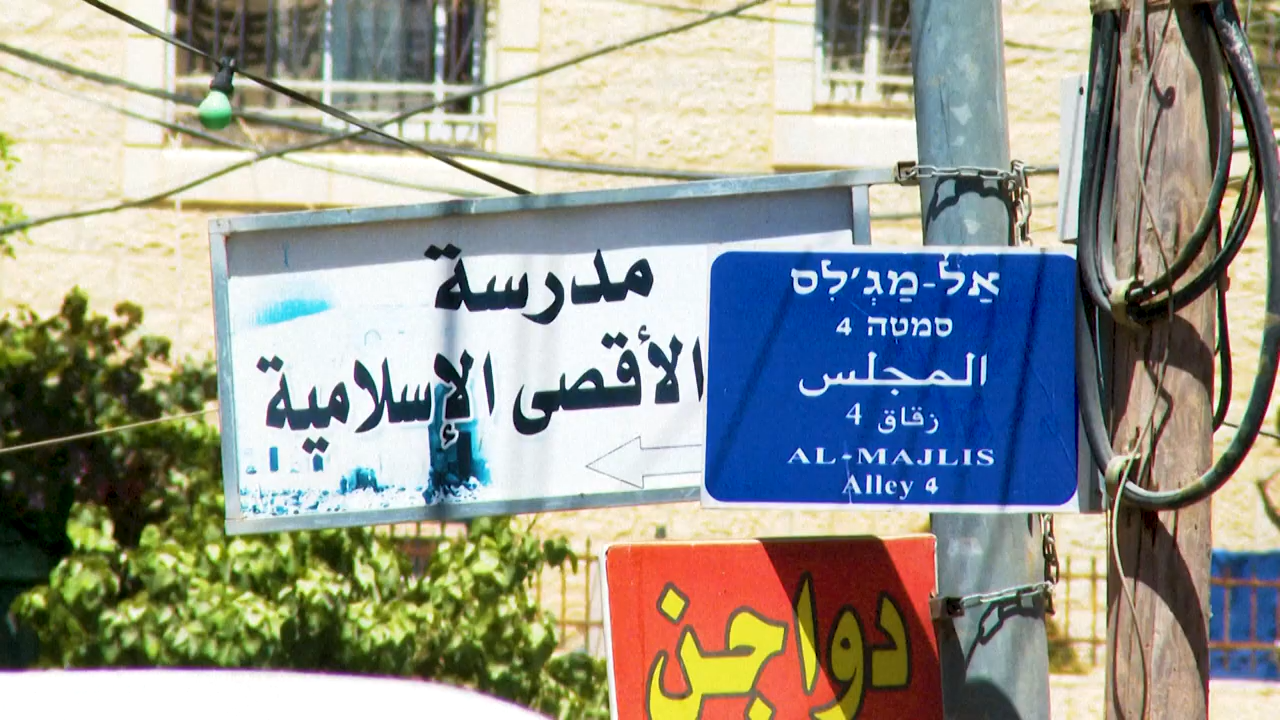 مدرسة
الأقصى الإسلامية
אַל-מַגְ'לִס
סמטה 4
المجلس
زقاق 4
AL-MAJLIS
Alley 4
دواجن